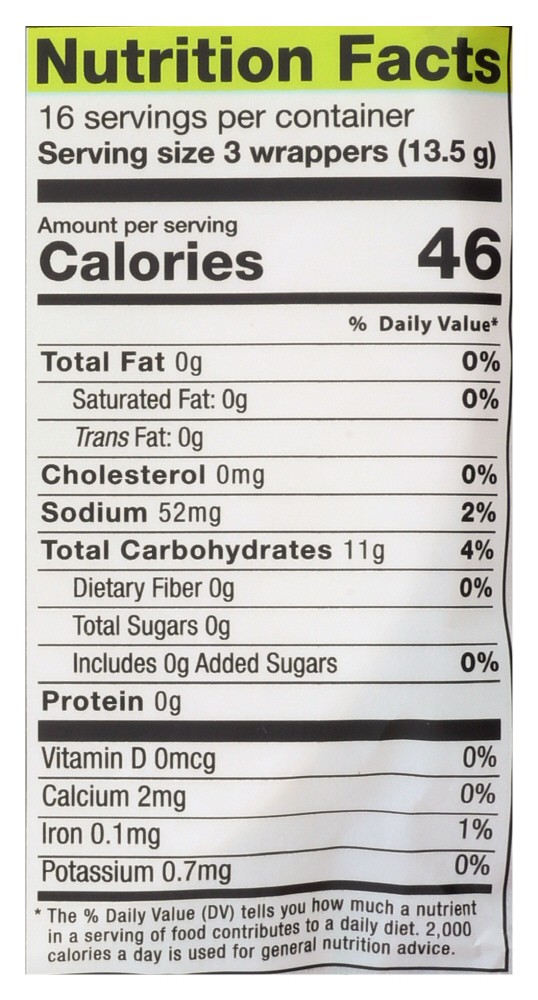 Nutrition Facts
16 servings per container
Serving size 3 wrappers (13.5 g)
Amount per serving
Calories 46
% Daily Value*
Total Fat 0g 0%
Saturated Fat: 0g 0%
Trans Fat: 0g
Cholesterol 0mg 0%
Sodium 52mg 2%
Total Carbohydrates 11g 4%
Dietary Fiber 0g 0%
Total Sugars 0g
Includes 0g Added Sugars 0%
Protein 0g
Vitamin D 0mcg 0%
Calcium 2mg 0%
Iron 0.1mg 1%
Potassium 0.7mg 0%
* The % Daily Value (DV) tells you how much a nutrient
in a serving of food contributes to a daily diet. 2,000
calories a day is used for general nutrition advice.